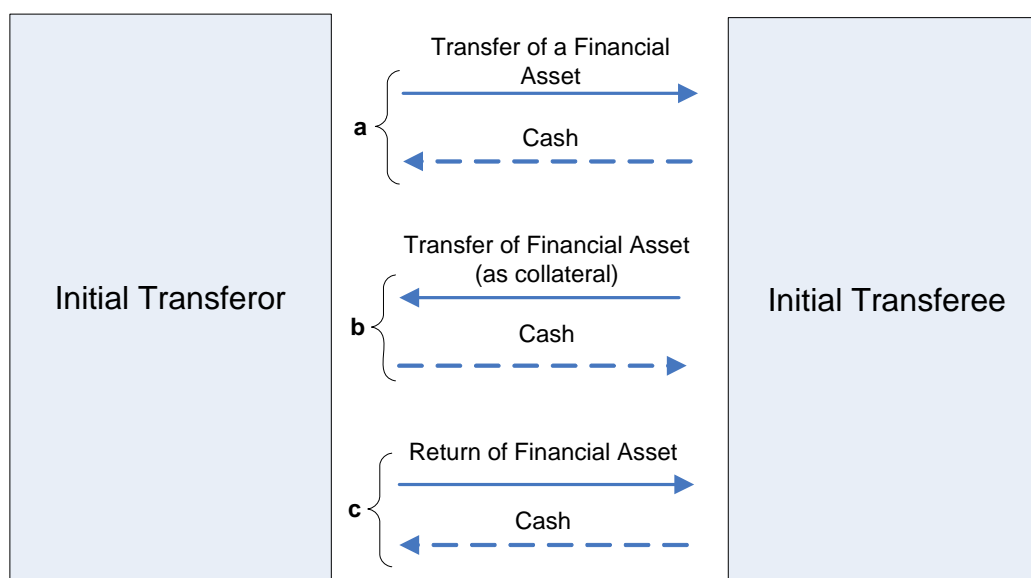 Transfer of a Financial
Asset
a
Cash
Transfer of Financial Asset
(as collateral)
Initial Transferor
Initial Transferee
b
Cash
Return of Financial Asset
c
Cash